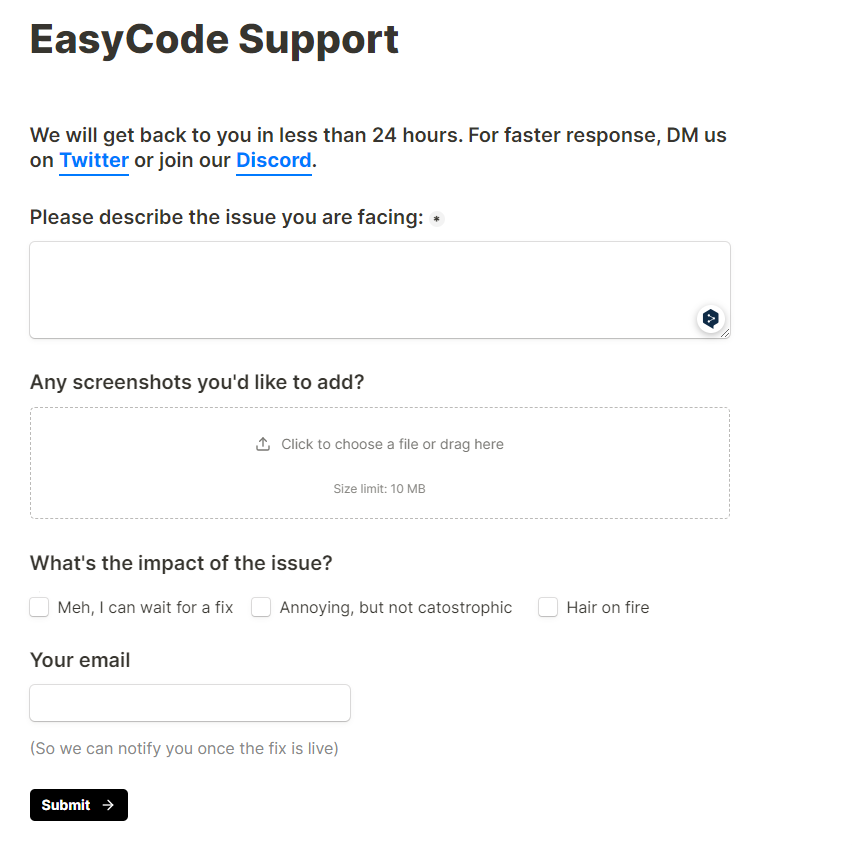 EasyCode Support
We will get back to you in less than 24 hours. For faster response, DM us
on Twitter or join our Discord.
Please describe the issue you are facing: *
Any screenshots you'd like to add?
Click to choose a file or drag here
Size limit: 10 MB
What's the impact of the issue?
Meh, I can wait for a fix Annoying, but not catostrophic Hair on fire
Your email
(So we can notify you once the fix is live)
Submit →